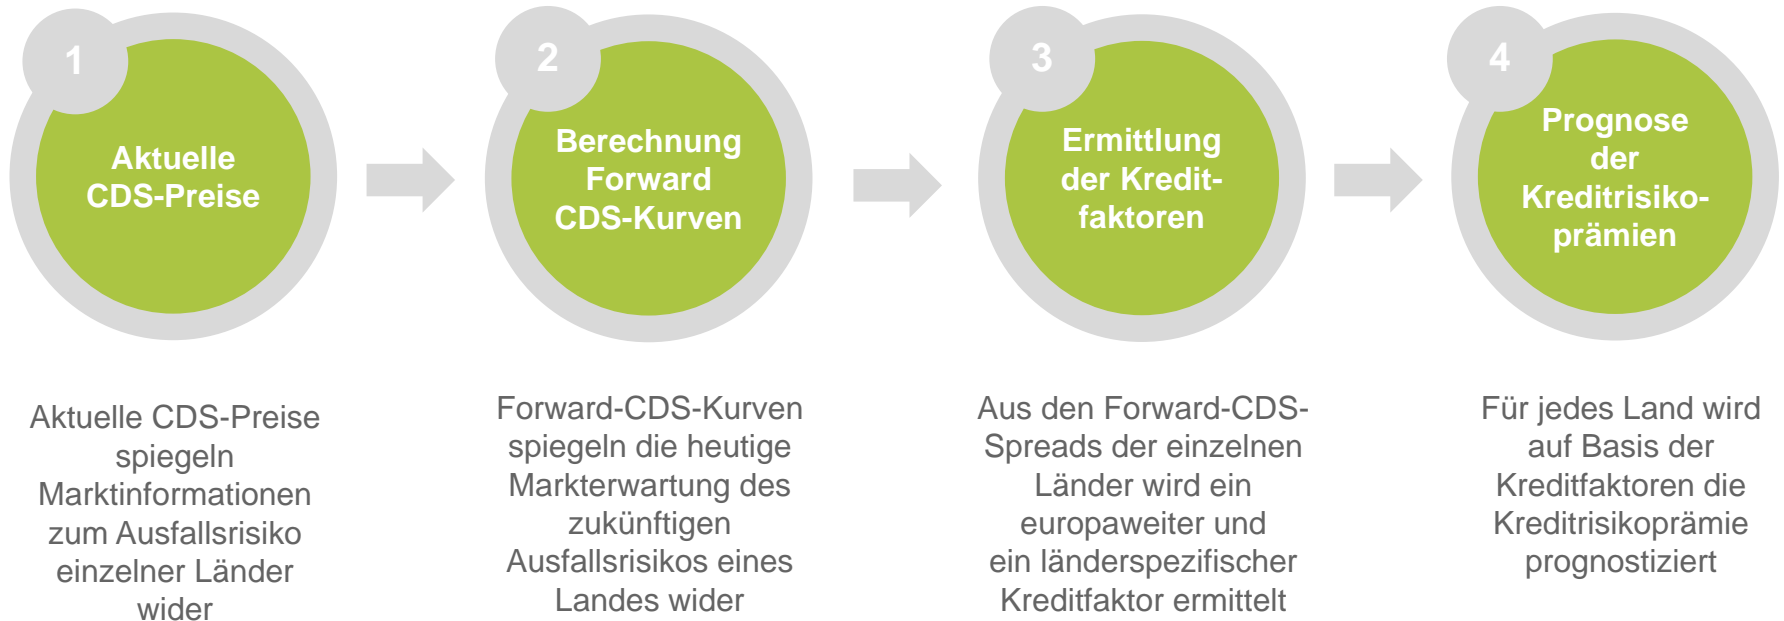 1
Aktuelle
CDS-Preise
Aktuelle CDS-Preise
spiegeln
Marktinformationen
zum Ausfallsrisiko
einzelner Länder
wider
2
Berechnung
Forward
CDS-Kurven
Forward-CDS-Kurven
spiegeln die heutige
Markterwartung des
zukünftigen
Ausfallsrisikos eines
Landes wider
3
Ermittlung
der Kredit-
faktoren
Aus den Forward-CDS-
Spreads der einzelnen
Länder wird ein
europaweiter und
ein länderspezifischer
Kreditfaktor ermittelt
4
Prognose
der
Kreditrisiko-
prämien
Für jedes Land wird
auf Basis der
Kreditfaktoren die
Kreditrisikoprämie
prognostiziert